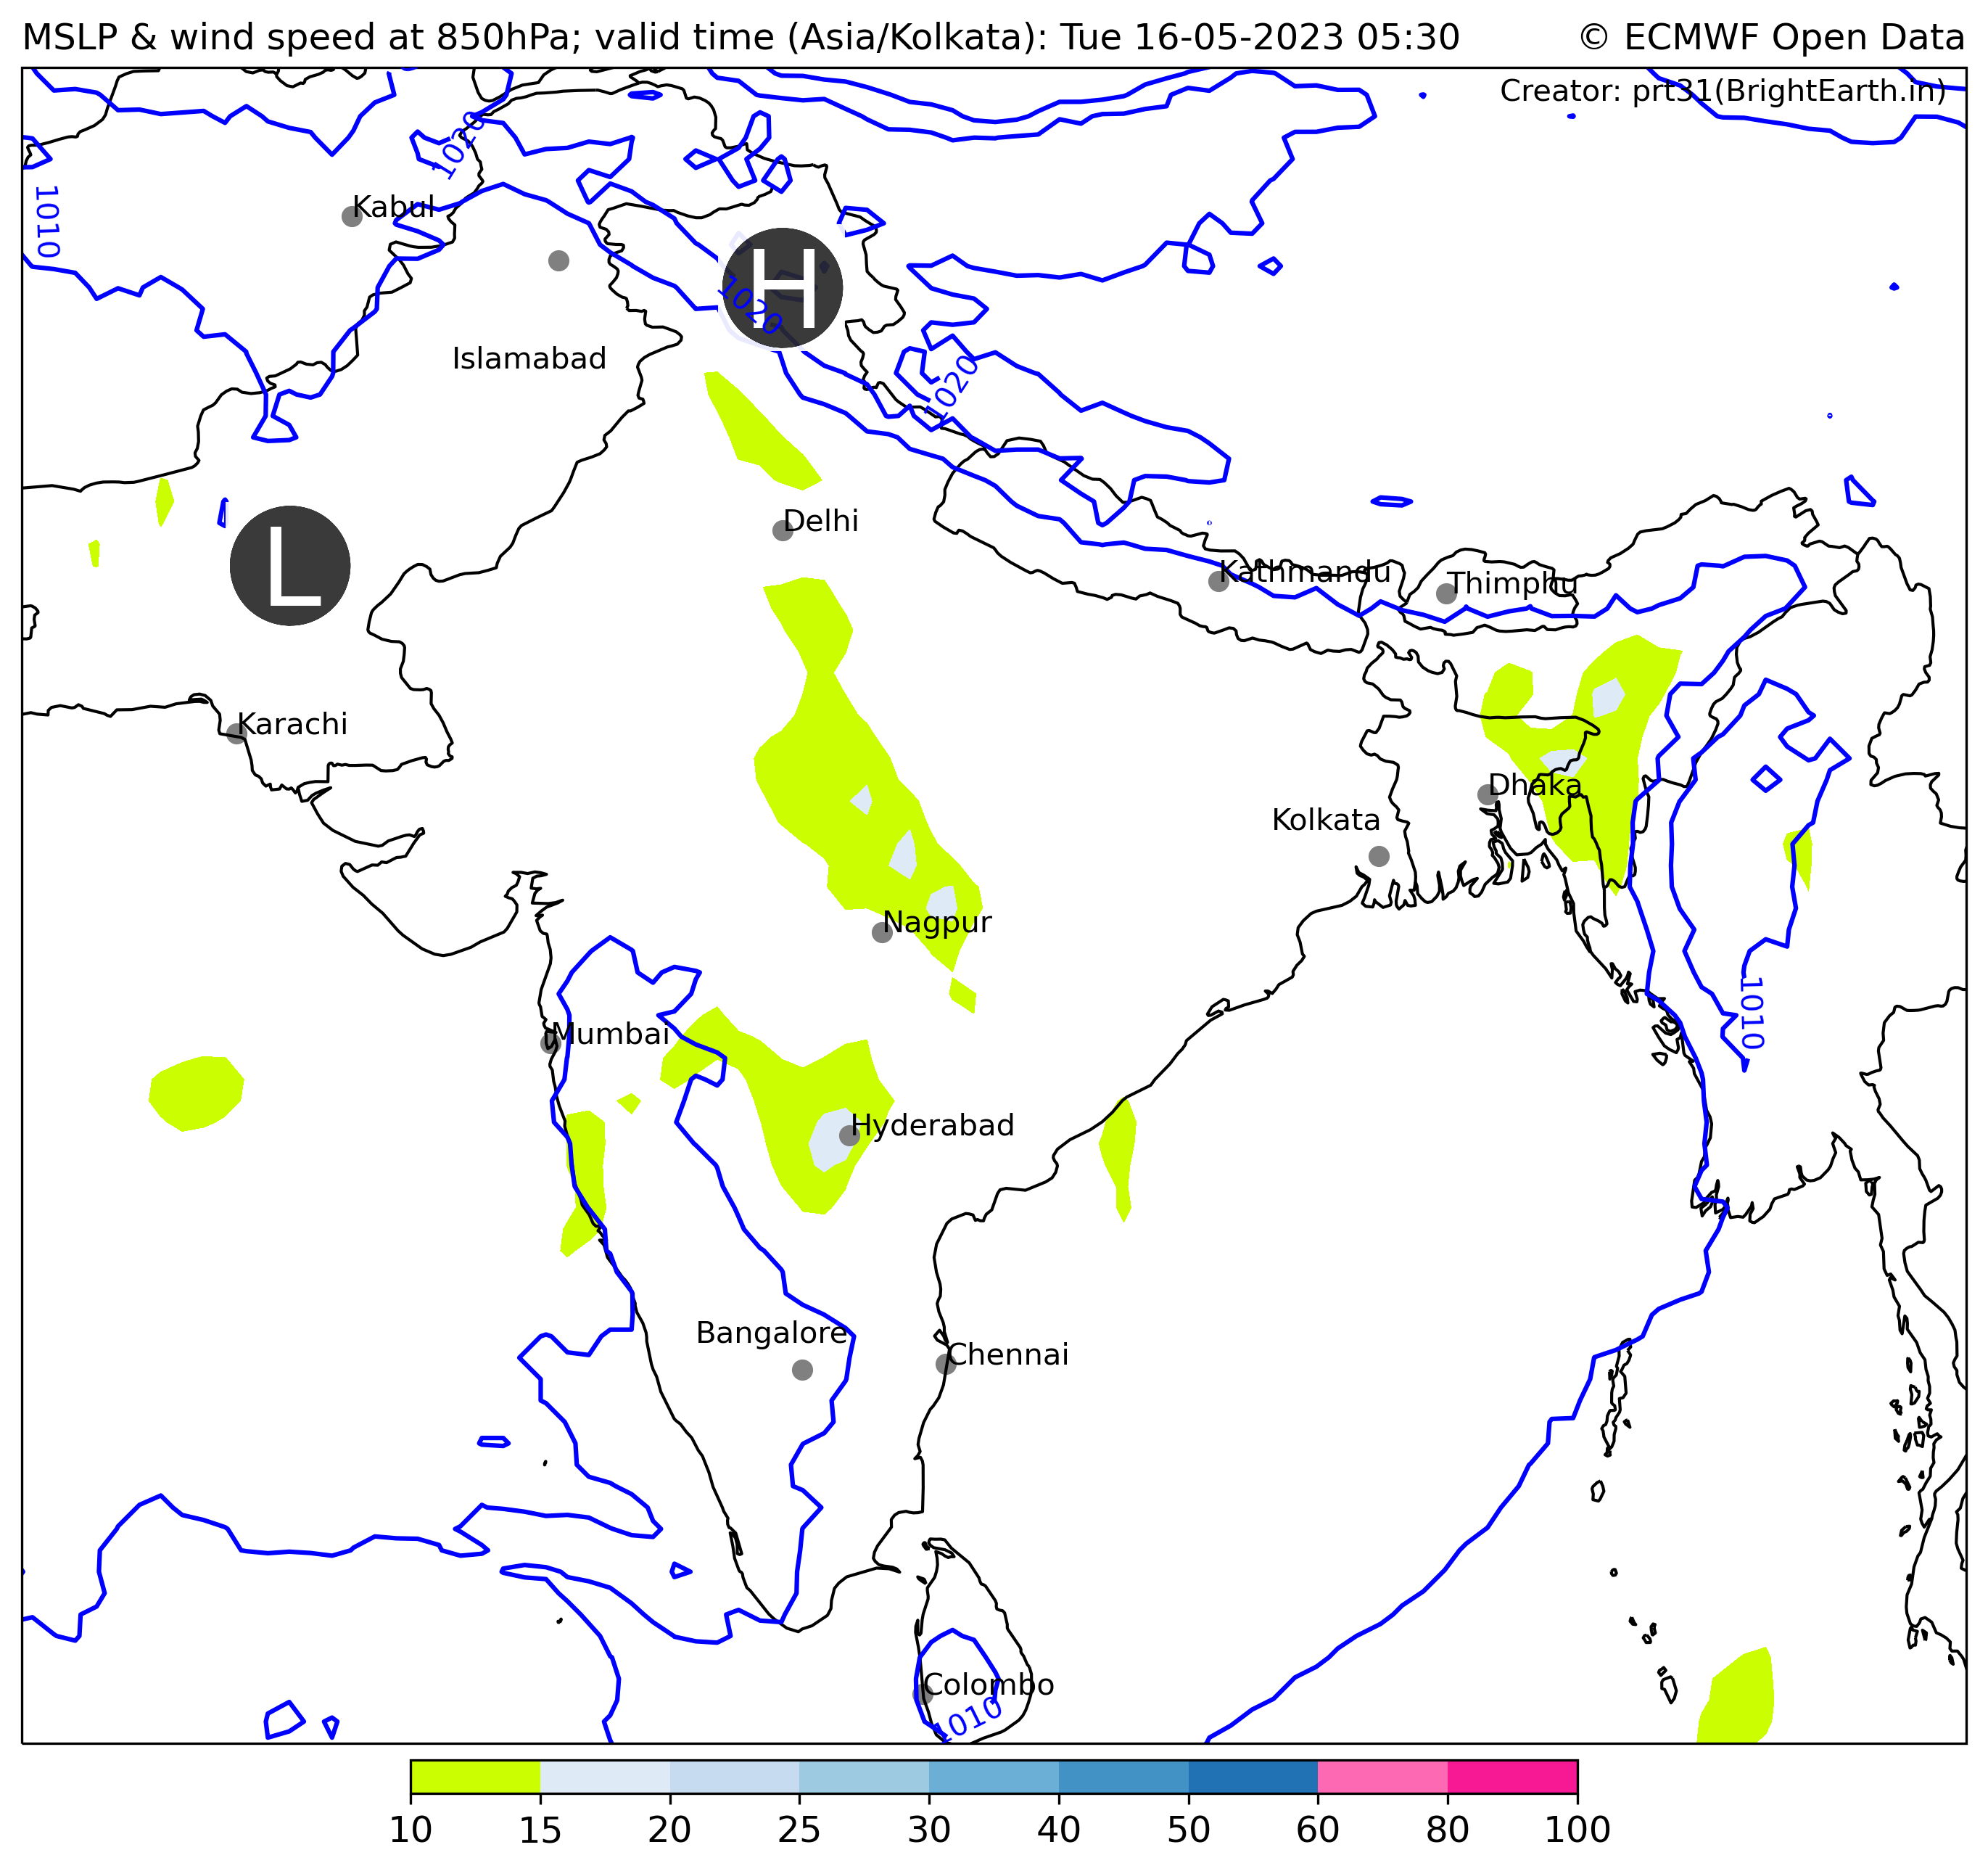 MSLP & wind speed at 850hPa; valid time (Asia/Kolkata): Tue 16-05-2023 05:30 © ECMWF Open Data
Creator: prt31(BrightEarth.in)
1020
1010
Kabul
H
1020
Islamabad
1020
Delhi
L
Kathmandu
Thimphu
Karachi
Dhaka
Kolkata
Nagpur
1010
Mumbai
Hyderabad
Bangalore
Chennai
Colombo
1010
10 15 20 25 30 40 50 60 80 100